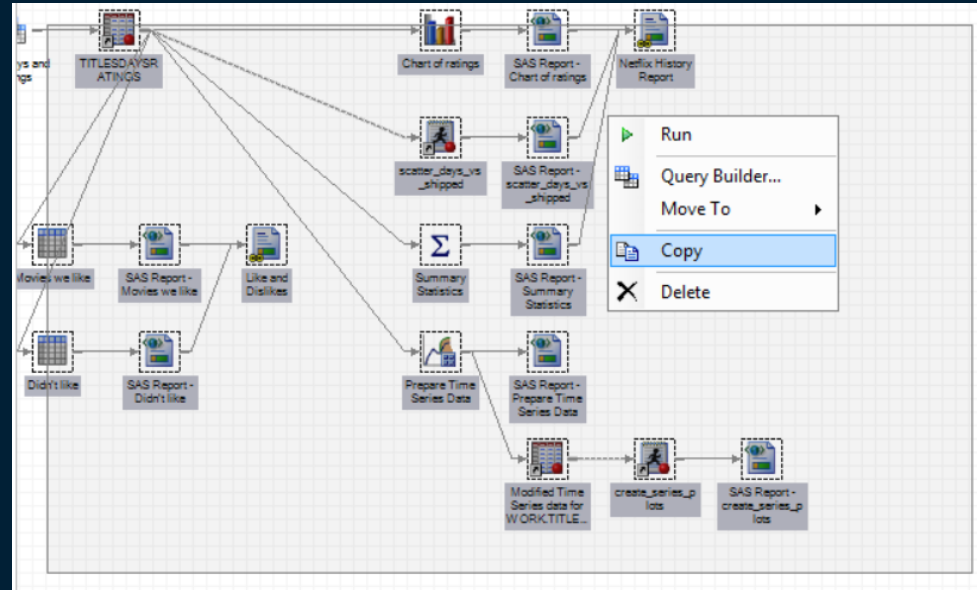 ys and
ngs
TITLESDAYSR
ATINGS
Chart of ratings
SAS Report -
Chart of ratings
Netflix History
Report
scatter_days_vs
_shipped
SAS Report -
scatter_days_vs
_shipped
Run
Query Builder...
Move To
Copy
Delete
Movies we like
SAS Report -
Movies we like
Like and
Dislikes
Σ
Summary
Statistics
SAS Report -
Summary
Statistics
Didn't like
SAS Report -
Didn't like
Prepare Time
Series Data
SAS Report -
Prepare Time
Series Data
Modified Time
Series data for
WORK.TITLE...
create_series_p
lots
SAS Report -
create_series_p
lots